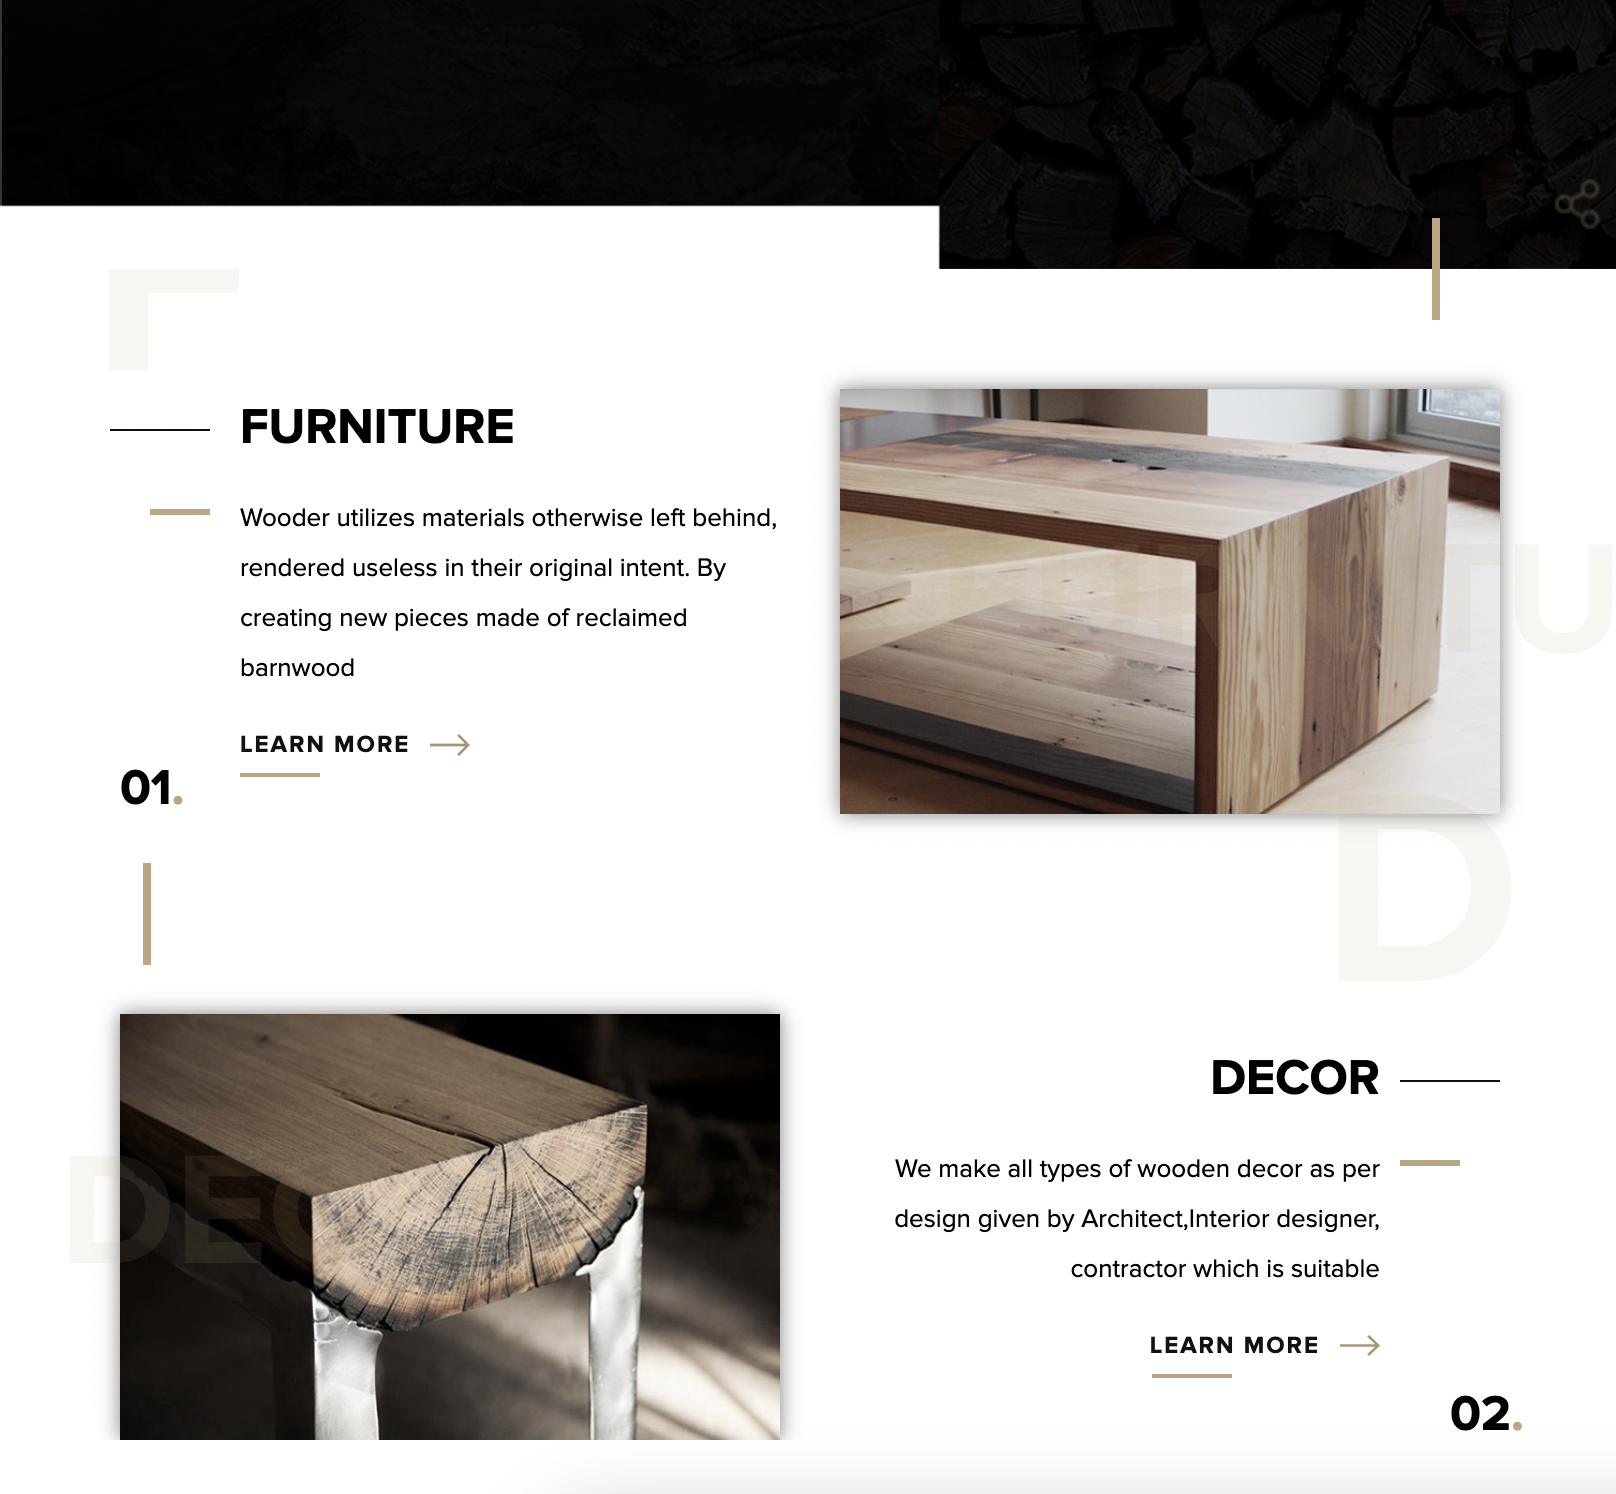 FURNITURE
Wooder utilizes materials otherwise left behind,
rendered useless in their original intent. By
creating new pieces made of reclaimed
barnwood
LEARN MORE
01.
TU
D
DEC
DECOR
We make all types of wooden decor as per
design given by Architect,Interior designer,
contractor which is suitable
LEARN MORE
02.